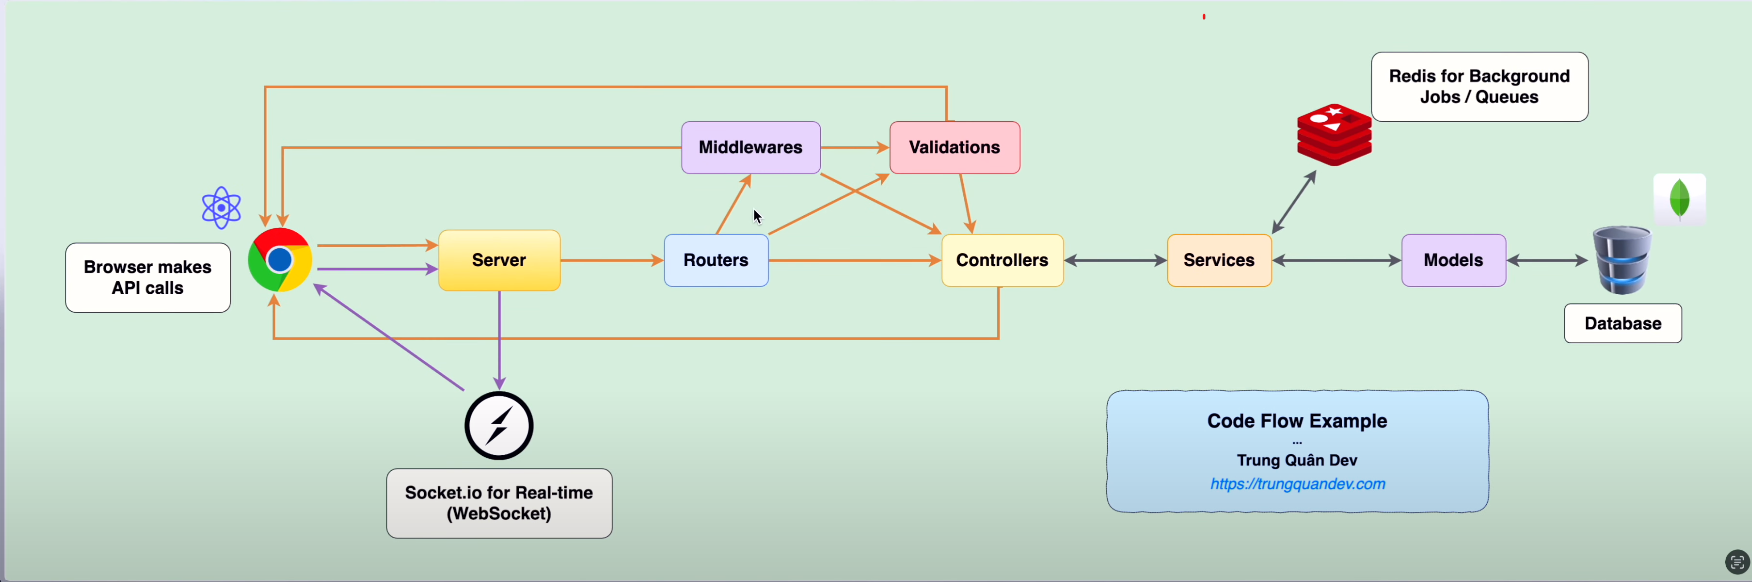 Redis for Background
Jobs / Queues
Middlewares
Validations
Browser makes
API calls
Server
Routers
Controllers
Services
Models
Database
Socket.io for Real-time
(WebSocket)
Code Flow Example
...
Trung Quân Dev
https://trungquandev.com